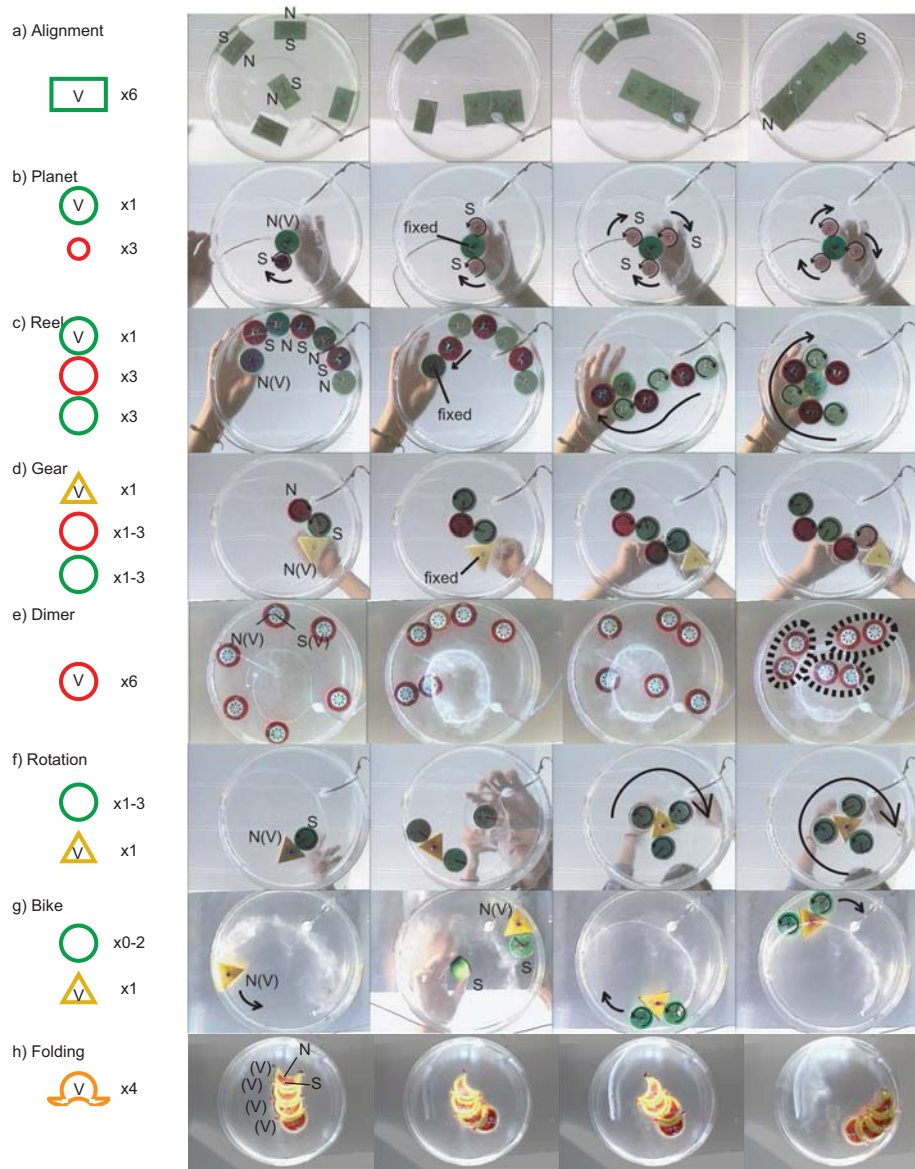 a) Alignment
V x6
S N N S N S
S N
b) Planet
V x1
x3
N(V) S
fixed S S
S S S
c) Reel
V x1
x3
x3
S N S N S N N(V)
fixed
d) Gear
V x1
x1-3
x1-3
N S N(V)
fixed
e) Dimer
V x6
N(V) S(V)
f) Rotation
x1-3
V x1
N(V) S
g) Bike
x0-2
V x1
N(V)
N(V) S S
h) Folding
V x4
(V) N
(V) S
(V)
(V)